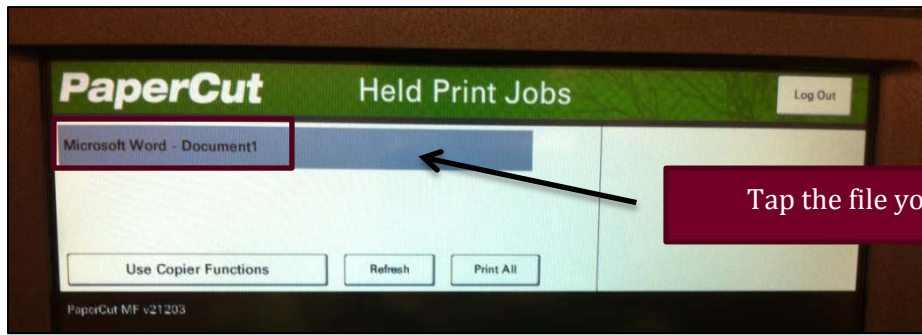 PaperCut Held Print Jobs Log Out
Microsoft Word - Document1
Tap the file yo
Use Copier Functions Refresh Print All
PaperCut MF v21203